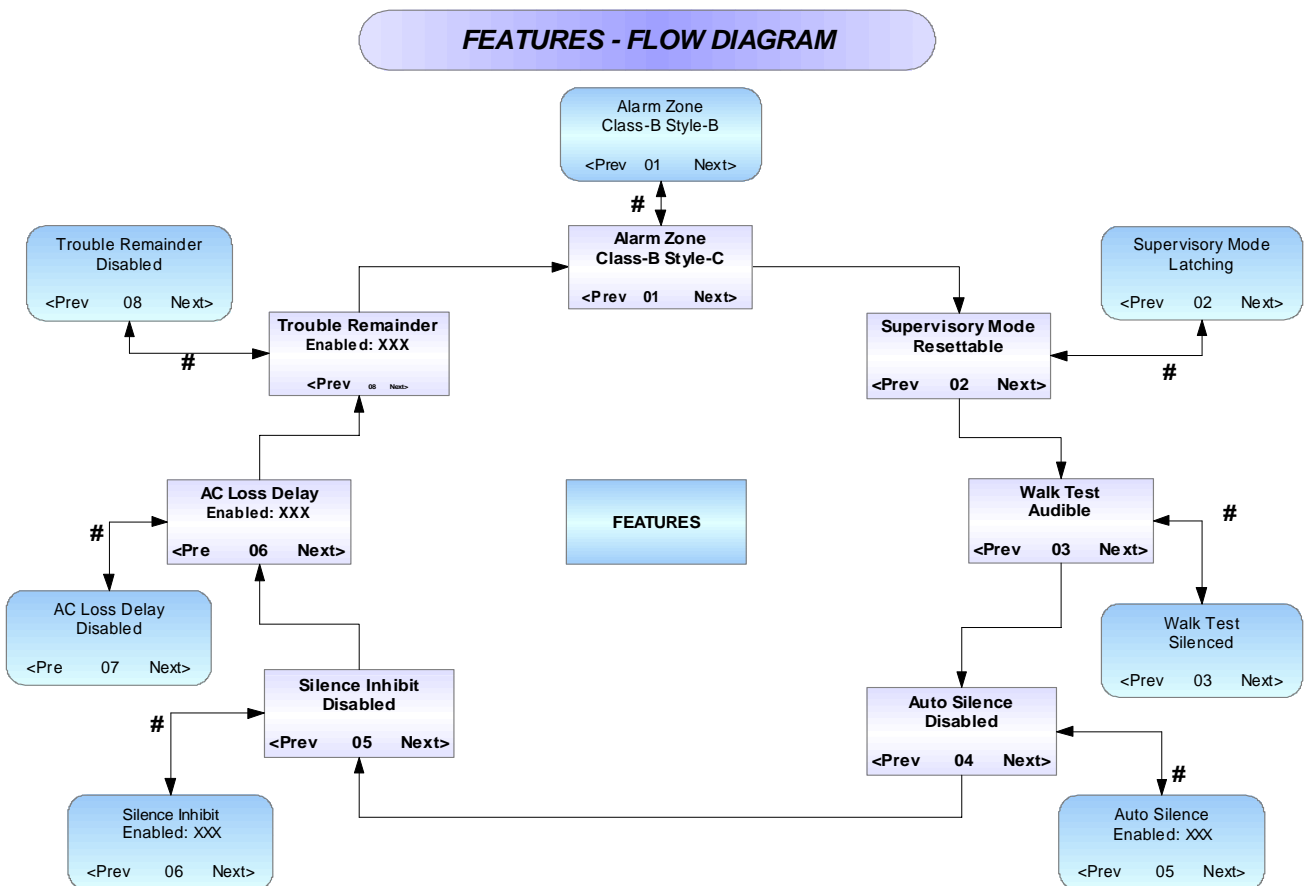 FEATURES - FLOW DIAGRAM
Alarm Zone
Class-B Style-B
<Prev 01 Next>
#
Alarm Zone
Class-B Style-C
<Prev 01 Next>
Trouble Remainder
Disabled
<Prev 08 Next>
#
Trouble Remainder
Enabled: XXX
<Prev 08 Next>
Supervisory Mode
Latching
<Prev 02 Next>
#
Supervisory Mode
Resettable
<Prev 02 Next>
AC Loss Delay
Enabled: XXX
<Pre 06 Next>
#
AC Loss Delay
Disabled
<Pre 07 Next>
FEATURES
Walk Test
Audible
<Prev 03 Next>
#
Walk Test
Silenced
<Prev 03 Next>
Silence Inhibit
Disabled
<Prev 05 Next>
#
Silence Inhibit
Enabled: XXX
<Prev 06 Next>
Auto Silence
Disabled
<Prev 04 Next>
#
Auto Silence
Enabled: XXX
<Prev 05 Next>